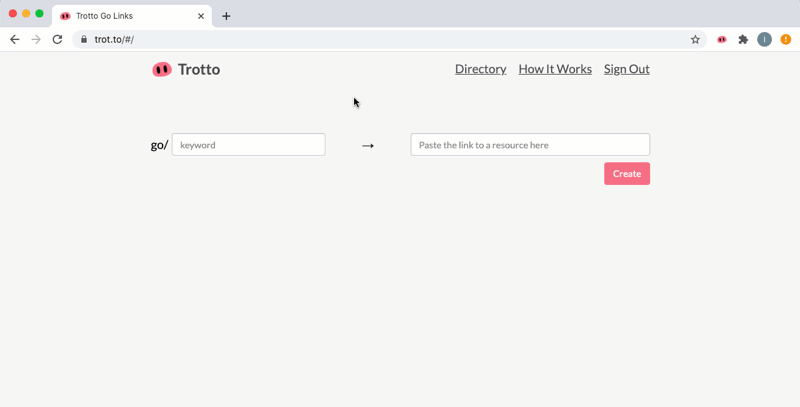 Trotto Go Links
trot.to/#/
I
Trotto
Directory How It Works Sign Out
go/ keyword → Paste the link to a resource here
Create